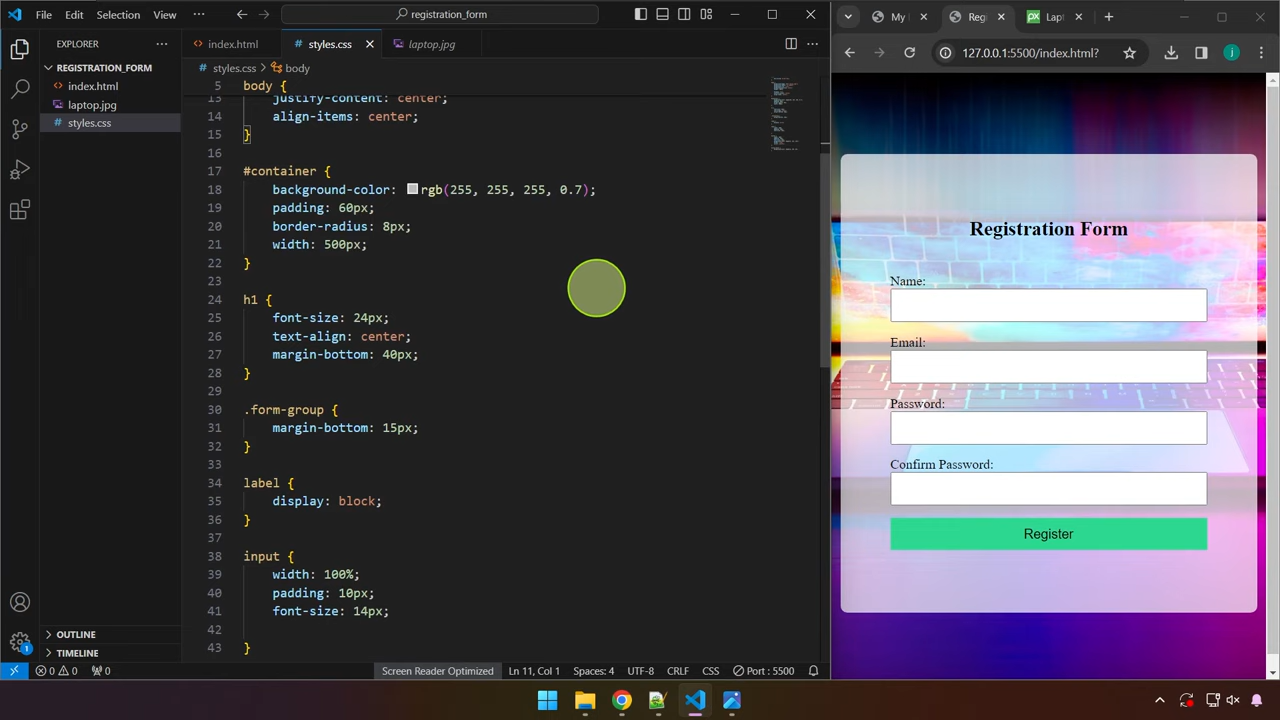 File Edit Selection View ··· registration_form
EXPLORER ···
REGISTRATION_FORM
index.html
laptop.jpg
styles.css
OUTLINE
TIMELINE
index.html styles.css laptop.jpg ···
styles.css > body
5 body {
13 justify-content: center;
14 align-items: center;
15 }
16
17 #container {
18 background-color: rgb(255, 255, 255, 0.7);
19 padding: 60px;
20 border-radius: 8px;
21 width: 500px;
22 }
23
24 h1 {
25 font-size: 24px;
26 text-align: center;
27 margin-bottom: 40px;
28 }
29
30 .form-group {
31 margin-bottom: 15px;
32 }
33
34 label {
35 display: block;
36 }
37
38 input {
39 width: 100%;
40 padding: 10px;
41 font-size: 14px;
42
43 }
1
0 0 0 Screen Reader Optimized Ln 11, Col 1 Spaces: 4 UTF-8 CRLF CSS Port : 5500
My Regi Lapt
127.0.0.1:5500/index.html? j
Registration Form
Name:
Email:
Password:
Confirm Password:
Register